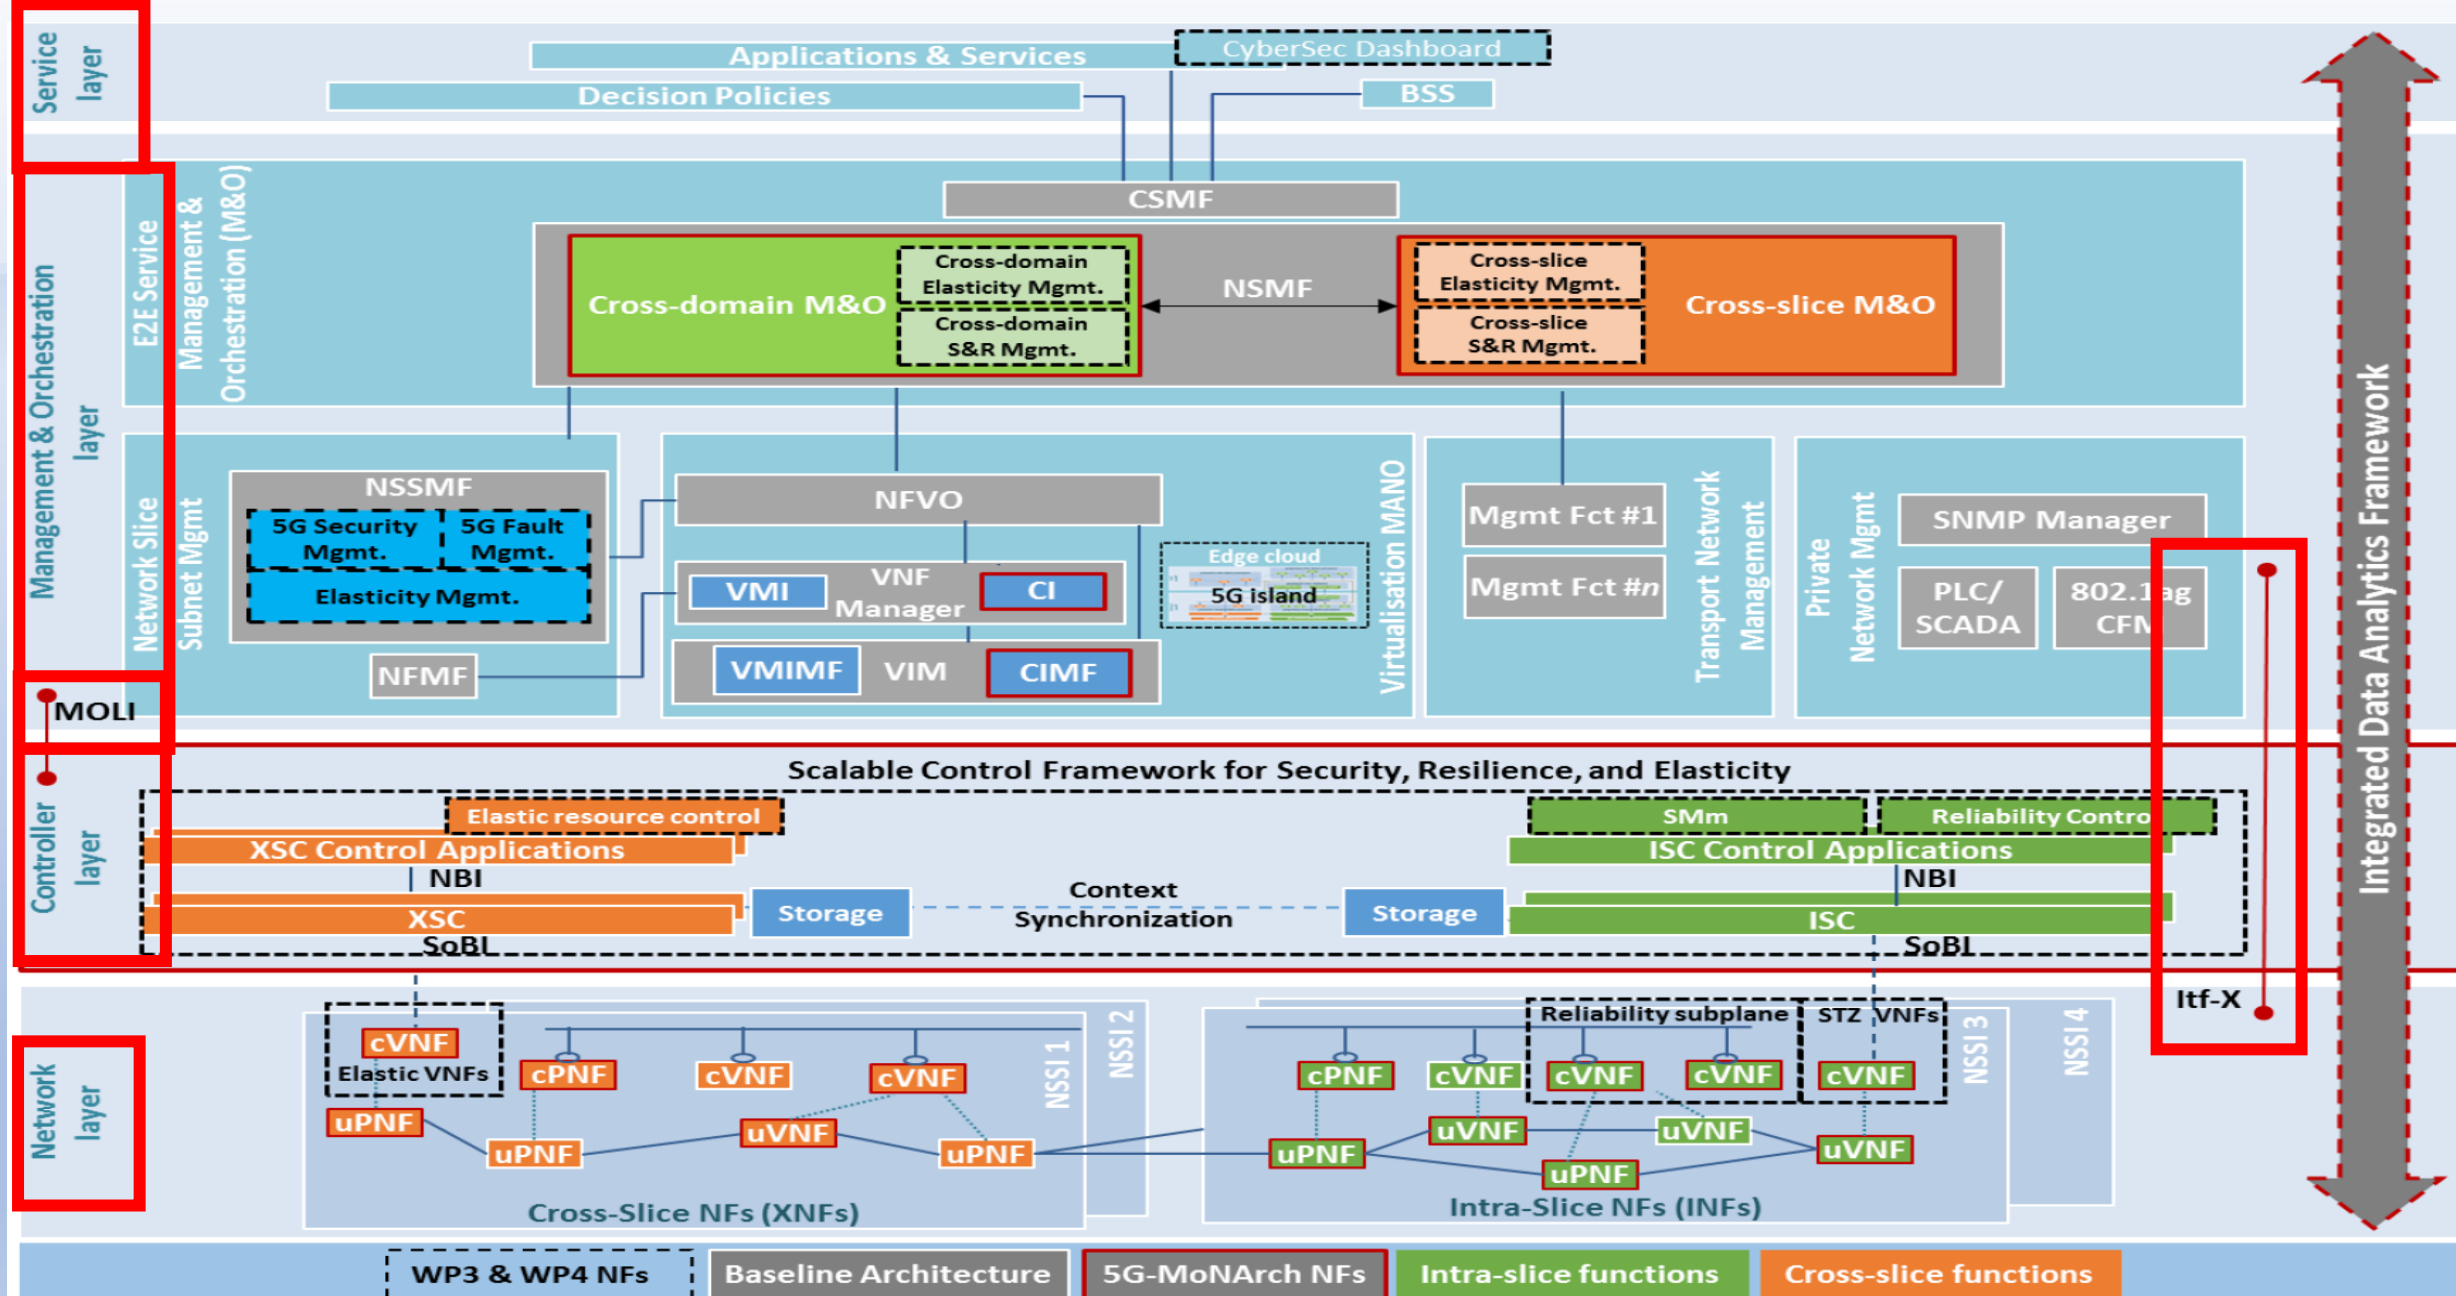 Service
layer
Applications & Services
CyberSec Dashboard
Decision Policies
BSS
Management & Orchestration
layer
E2E Service
Management &
Orchestration (M&O)
CSMF
Cross-domain M&O
Cross-domain
Elasticity Mgmt.
Cross-domain
S&R Mgmt.
NSMF
Cross-slice
Elasticity Mgmt.
Cross-slice
S&R Mgmt.
Cross-slice M&O
Network Slice
Subnet Mgmt
NSSMF
5G Security
Mgmt.
5G Fault
Mgmt.
Elasticity Mgmt.
NFMF
NFVO
VMI
VNF
Manager
CI
VMIMF
VIM
CIMF
Edge cloud
5G island
Virtualisation MANO
Mgmt Fct #1
Mgmt Fct #n
Transport Network
Management
Private
Network Mgmt
SNMP Manager
PLC/
SCADA
802.1ag
CFM
Integrated Data Analytics Framework
MOLI
Controller
layer
Scalable Control Framework for Security, Resilience, and Elasticity
Elastic resource control
XSC Control Applications
NBI
XSC
SoBI
Storage
Context
Synchronization
Storage
SMm
Reliability Control
ISC Control Applications
NBI
ISC
SoBI
Itf-X
Network
layer
cVNF
Elastic VNFs
uPNF
cPNF
cVNF
cVNF
uPNF
uVNF
uPNF
NSSI 1
NSSI 2
Cross-Slice NFs (XNFs)
Reliability subplane
STZ VNFs
cPNF
cVNF
cVNF
cVNF
cVNF
uPNF
uVNF
uPNF
uVNF
uVNF
NSSI 3
NSSI 4
Intra-Slice NFs (INFs)
WP3 & WP4 NFs
Baseline Architecture
5G-MoNArch NFs
Intra-slice functions
Cross-slice functions